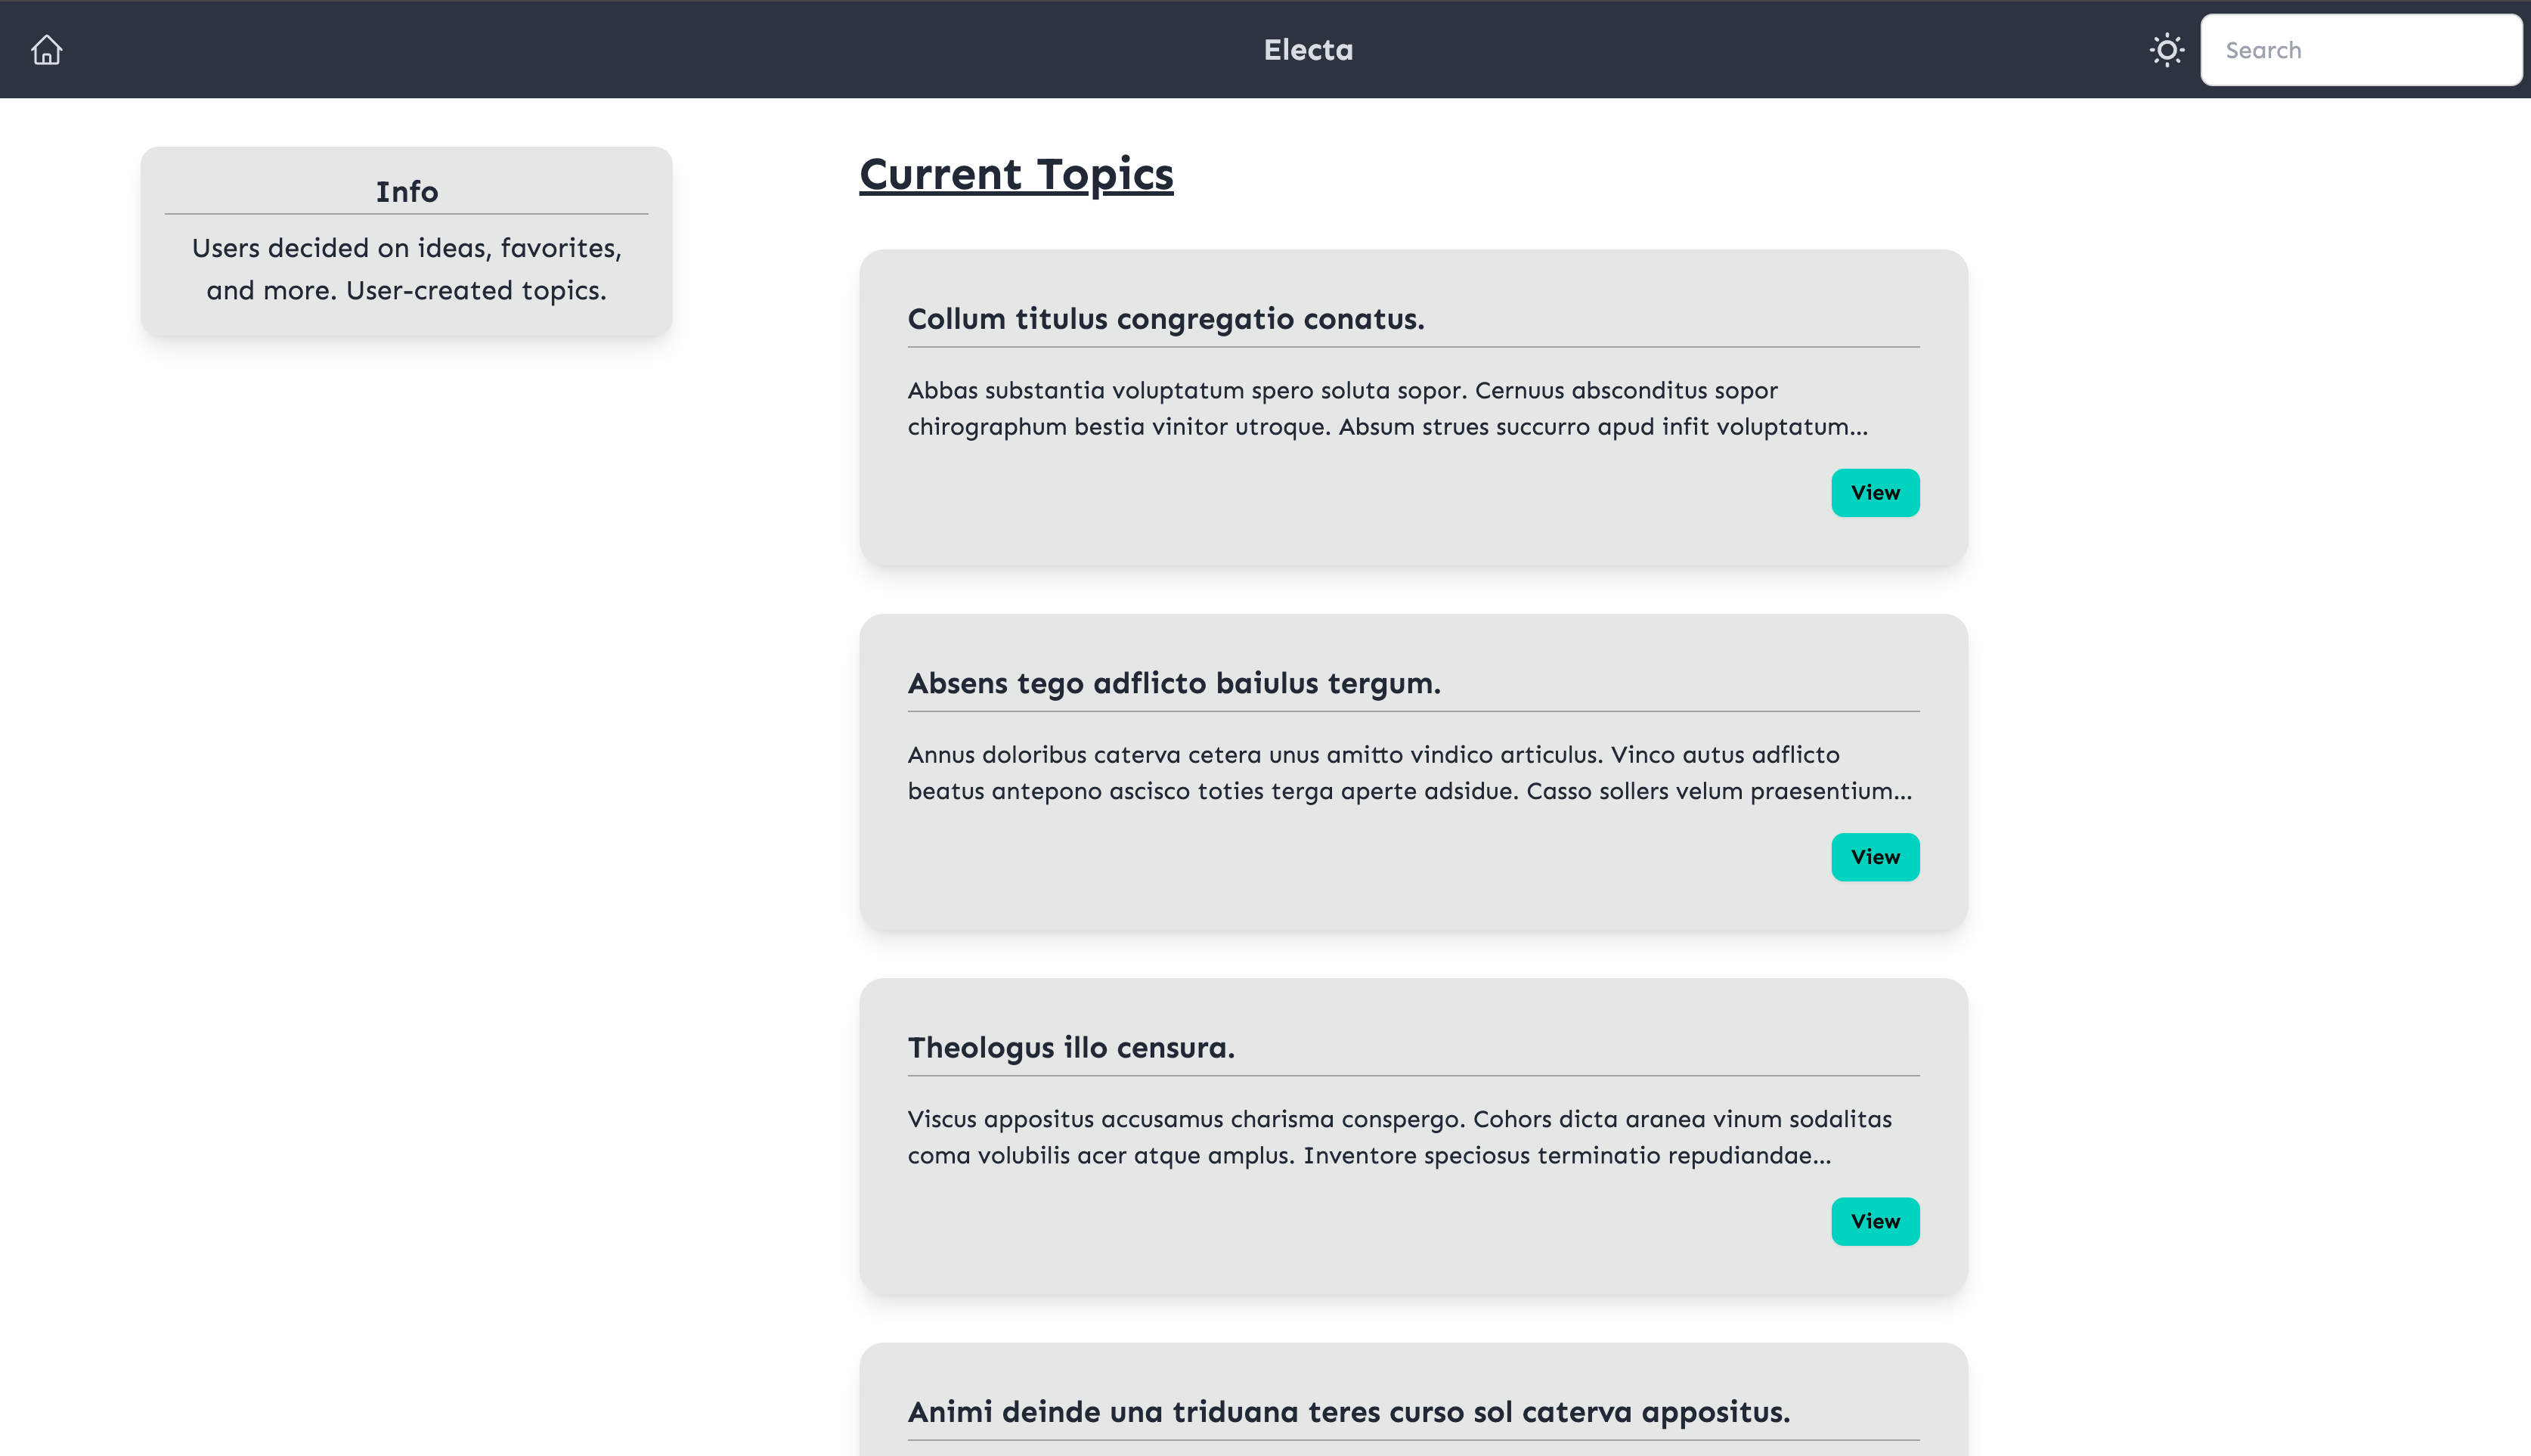 Electa
Search
Info
Users decided on ideas, favorites,
and more. User-created topics.
Current Topics
Collum titulus congregatio conatus.
Abbas substantia voluptatum spero soluta sopor. Cernuus absconditus sopor
chirographum bestia vinitor utroque. Absum strues succurro apud infit voluptatum...
View
Absens tego adflicto baiulus tergum.
Annus doloribus caterva cetera unus amitto vindico articulus. Vinco autus adflicto
beatus antepono ascisco toties terga aperte adsidue. Casso sollers velum praesentium...
View
Theologus illo censura.
Viscus appositus accusamus charisma conspergo. Cohors dicta aranea vinum sodalitas
coma volubilis acer atque amplus. Inventore speciosus terminatio repudiandae...
View
Animi deinde una triduana teres curso sol caterva appositus.